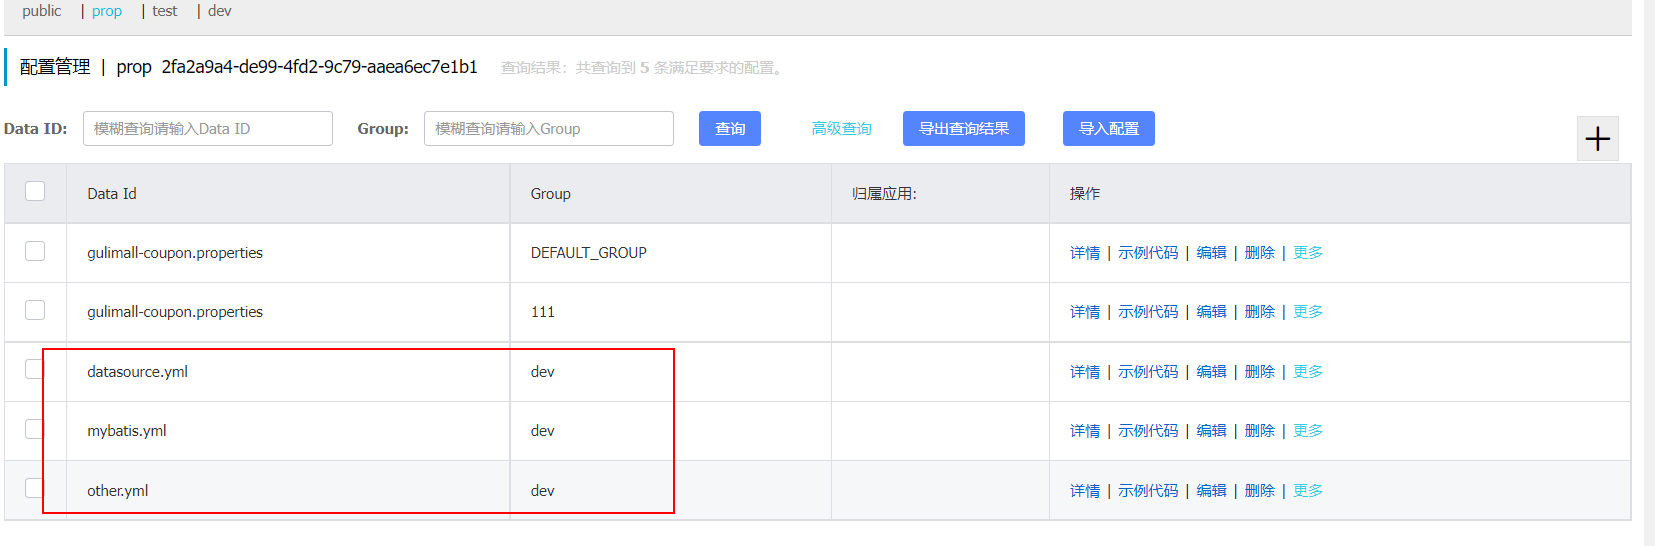 public | prop | test | dev
配置管理 | prop 2fa2a9a4-de99-4fd2-9c79-aaea6ec7e1b1 查询结果：共查询到 5 条满足要求的配置。
Data ID: 模糊查询请输入Data ID Group: 模糊查询请输入Group 查询 高级查询 导出查询结果 导入配置
Data Id Group 归属应用: 操作
gulimall-coupon.properties DEFAULT_GROUP 详情 | 示例代码 | 编辑 | 删除 | 更多
gulimall-coupon.properties 111 详情 | 示例代码 | 编辑 | 删除 | 更多
datasource.yml dev 详情 | 示例代码 | 编辑 | 删除 | 更多
mybatis.yml dev 详情 | 示例代码 | 编辑 | 删除 | 更多
other.yml dev 详情 | 示例代码 | 编辑 | 删除 | 更多